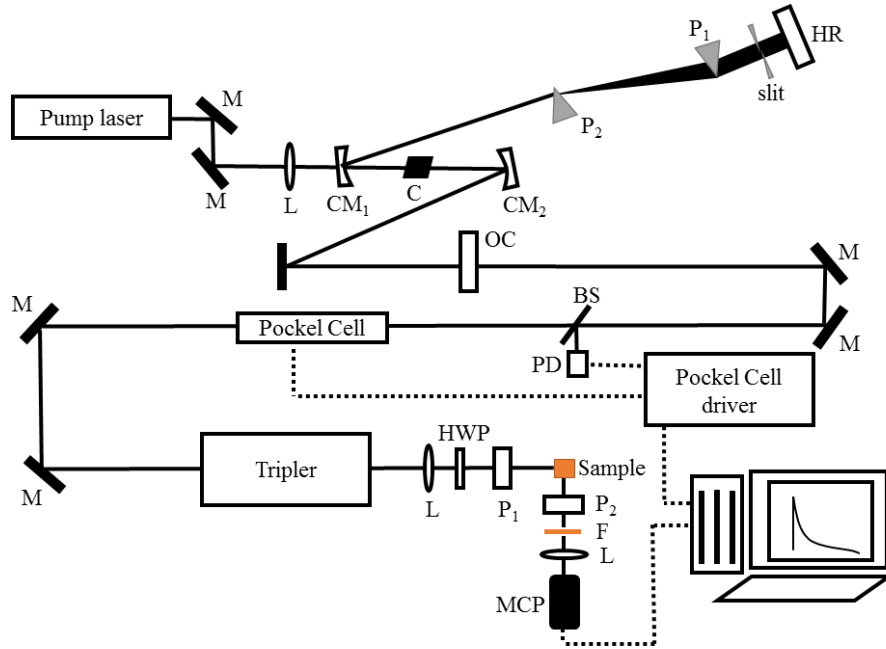 P1
HR
slit
P2
M
Pump laser
M
L
CM1
C
CM2
OC
M
BS
M
Pockel Cell
M
PD
Pockel Cell
driver
HWP
Tripler
Sample
M
L
P1
P2
F
L
MCP